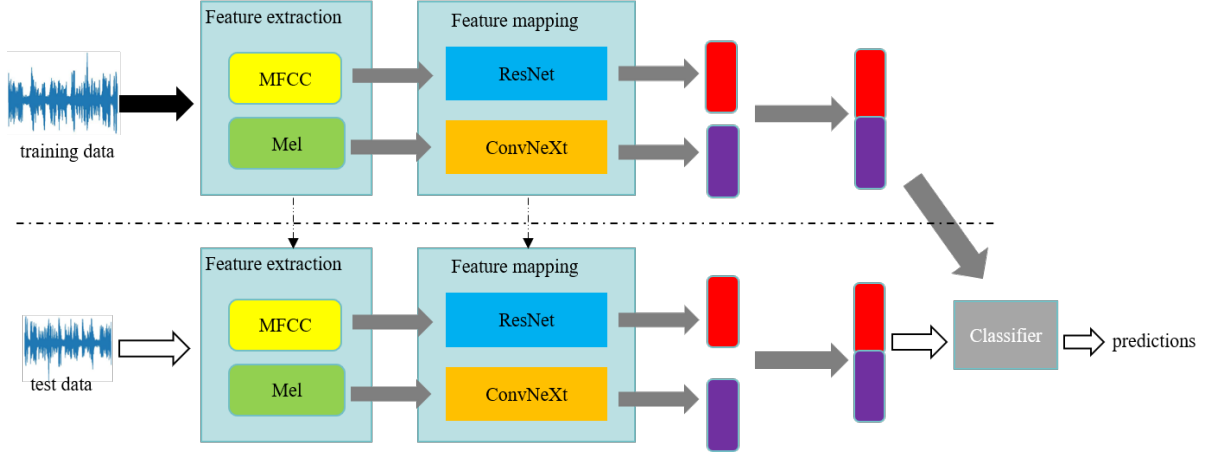 Feature extraction
Feature mapping
MFCC
ResNet
Mel
ConvNeXt
training data
Feature extraction
Feature mapping
MFCC
ResNet
Classifier
predictions
test data
Mel
ConvNeXt